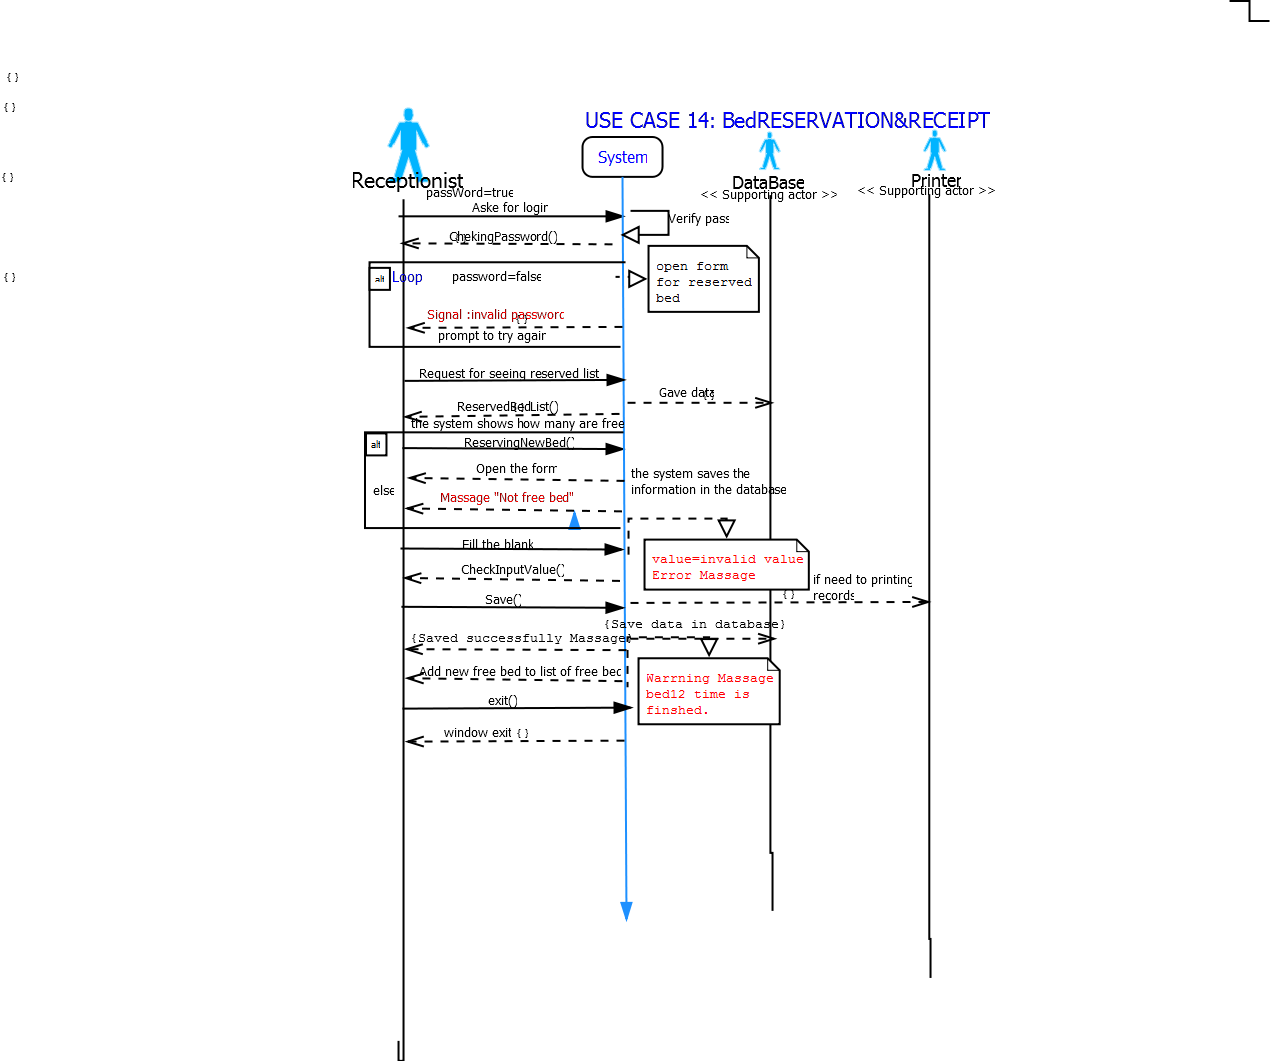 { }
{ }
USE CASE 14: BedRESERVATION&RECEIPT
System
{ }
Receptionist
DataBase
Printer
<< Supporting actor >>
<< Supporting actor >>
passWord=true
Aske for login
Verify pass
ChekingPassword()
{ }
alt
Loop
password=false
open form
for reserved
bed
{ }
Signal :invalid password
{ }
prompt to try again
Request for seeing reserved list
Gave data
{ }
ReservedBedList()
{ }
the system shows how many are free
alt
ReservingNewBed()
Open the form
the system saves the
information in the database
else
Massage "Not free bed"
Fill the blank
value=invalid value
Error Massage
CheckInputValue()
if need to printing
records
{ }
Save()
{Save data in database}
{Saved successfully Massage}
Add new free bed to list of free bed
Warrning Massage
bed12 time is
finshed.
exit()
window exit
{ }